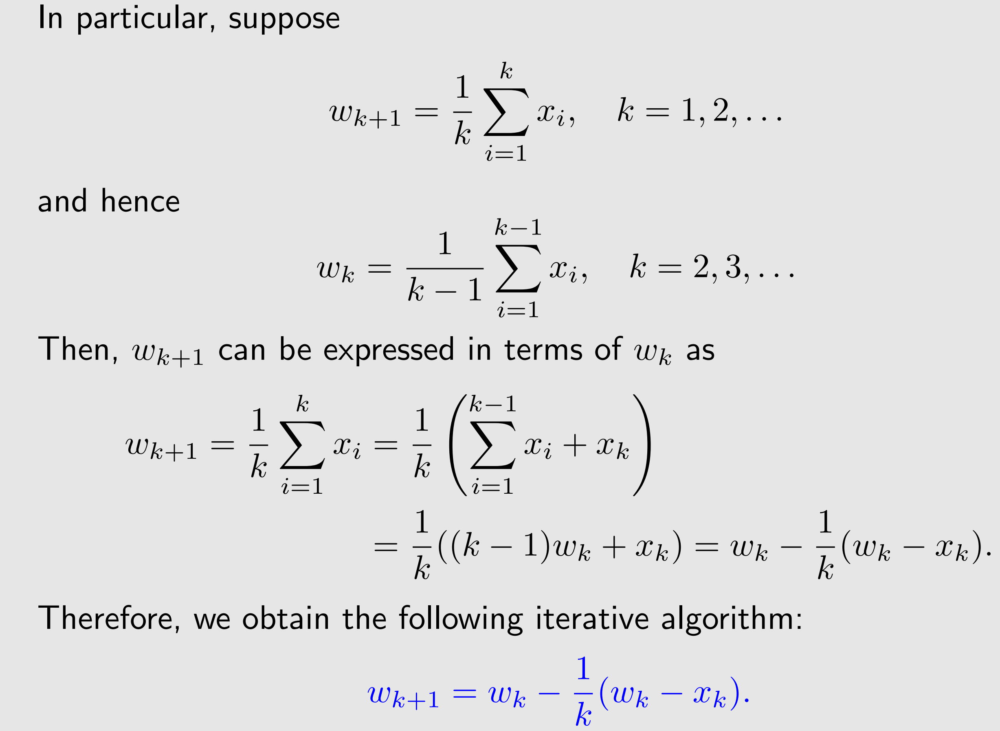 In particular, suppose
$w_{k+1} = \frac{1}{k} \sum_{i=1}^{k} x_i, \quad k = 1, 2, \ldots$
and hence
$w_k = \frac{1}{k-1} \sum_{i=1}^{k-1} x_i, \quad k = 2, 3, \ldots$
Then, $w_{k+1}$ can be expressed in terms of $w_k$ as
$w_{k+1} = \frac{1}{k} \sum_{i=1}^{k} x_i = \frac{1}{k} \left( \sum_{i=1}^{k-1} x_i + x_k \right)$
$= \frac{1}{k} ((k-1) w_k + x_k) = w_k - \frac{1}{k} (w_k - x_k).$
Therefore, we obtain the following iterative algorithm:
$w_{k+1} = w_k - \frac{1}{k} (w_k - x_k).$